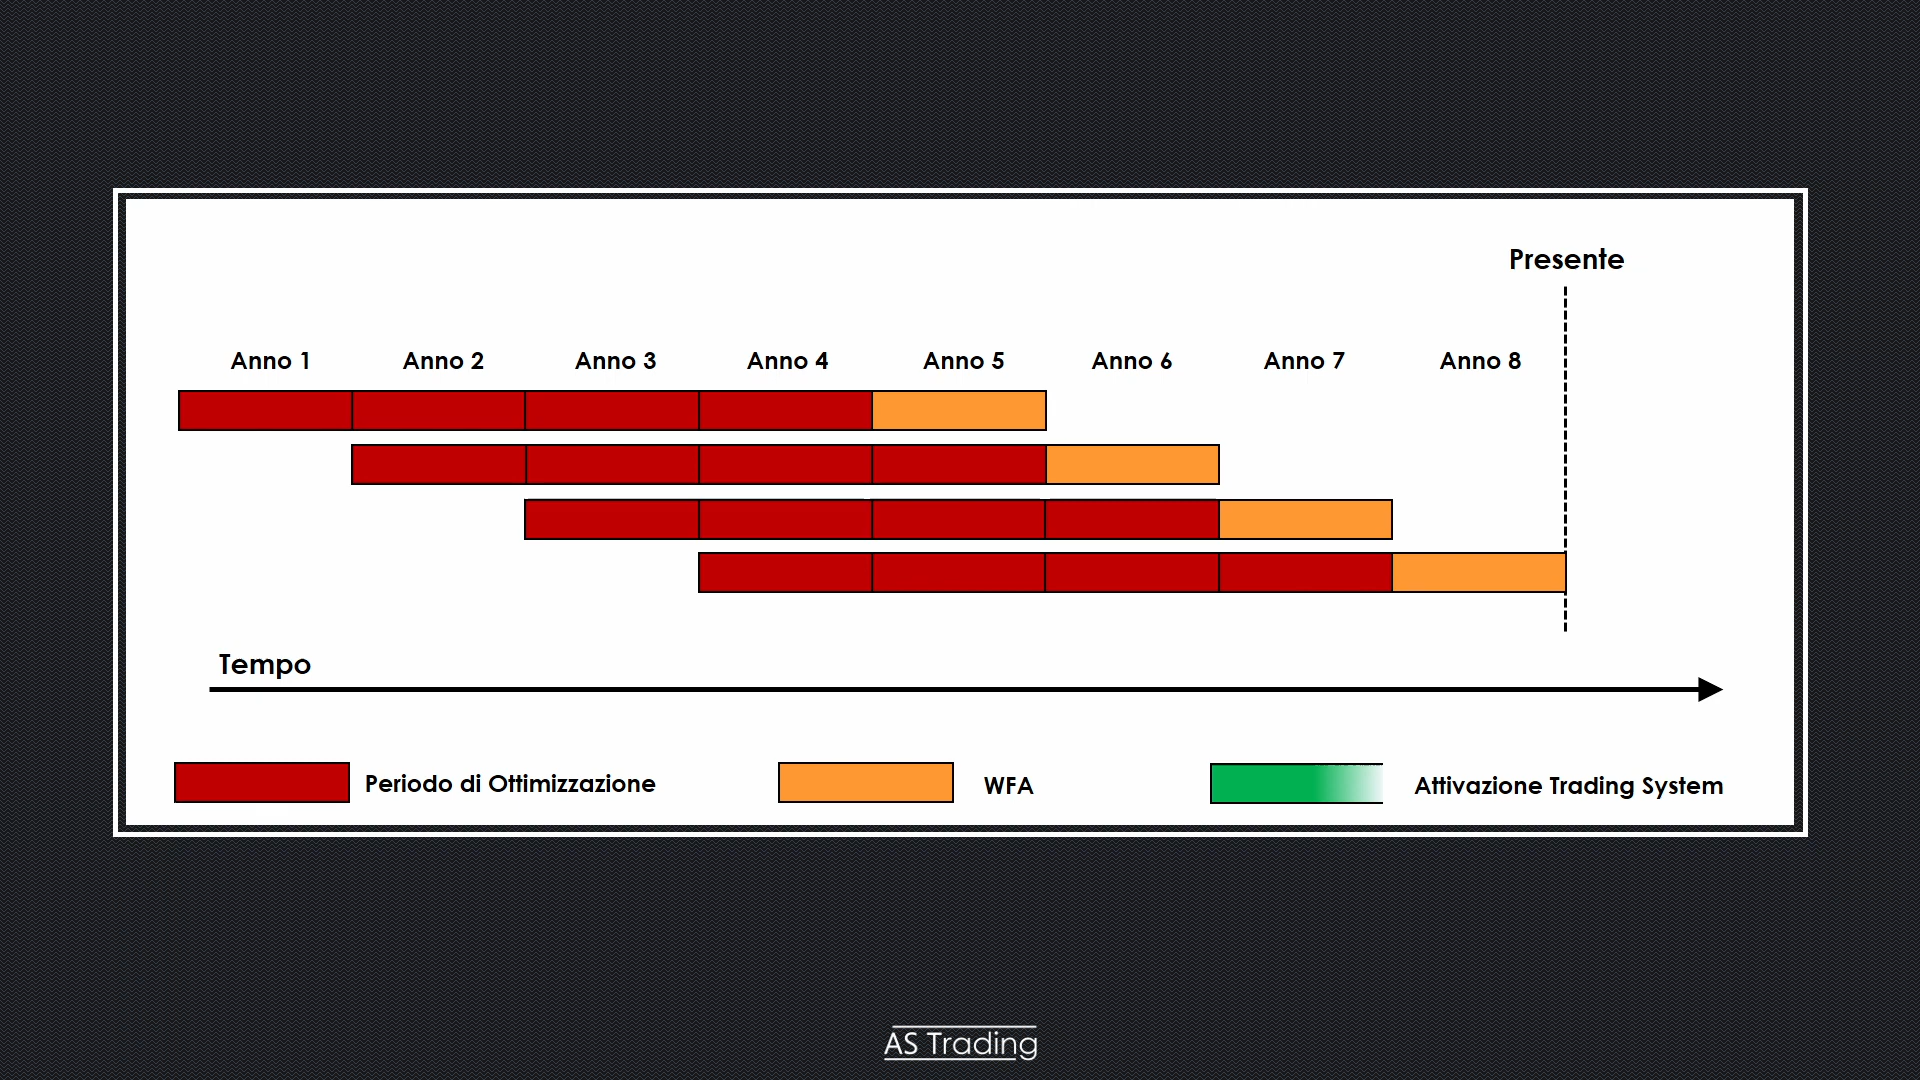 Presente
Anno 1 Anno 2 Anno 3 Anno 4 Anno 5 Anno 6 Anno 7 Anno 8
Tempo
Periodo di Ottimizzazione WFA Attivazione Trading System
AS Trading